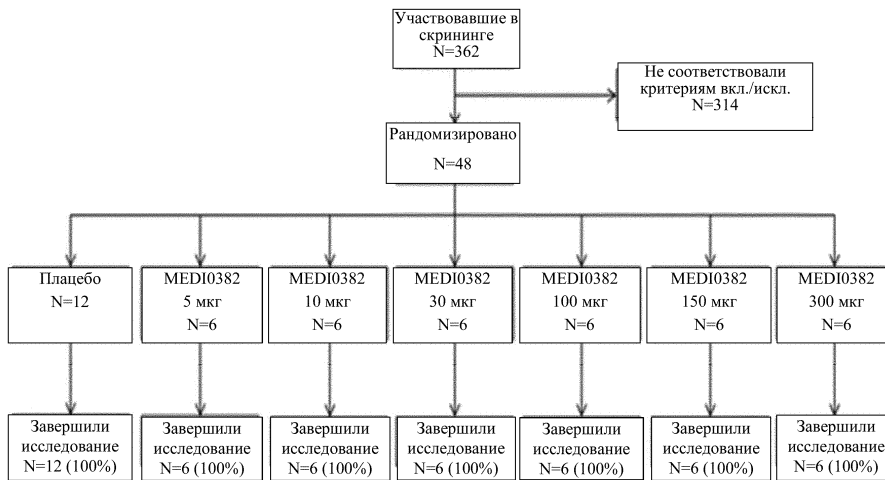 Участвовавшие в
скрининге
N=362
Не соответствовали
критериям вкл./искл.
N=314
Рандомизировано
N=48
Плацебо
N=12
MEDI0382
5 мкг
N=6
MEDI0382
10 мкг
N=6
MEDI0382
30 мкг
N=6
MEDI0382
100 мкг
N=6
MEDI0382
150 мкг
N=6
MEDI0382
300 мкг
N=6
Завершили
исследование
N=12 (100%)
Завершили
исследование
N=6 (100%)
Завершили
исследование
N=6 (100%)
Завершили
исследование
N=6 (100%)
Завершили
исследование
N=6 (100%)
Завершили
исследование
N=6 (100%)
Завершили
исследование
N=6 (100%)